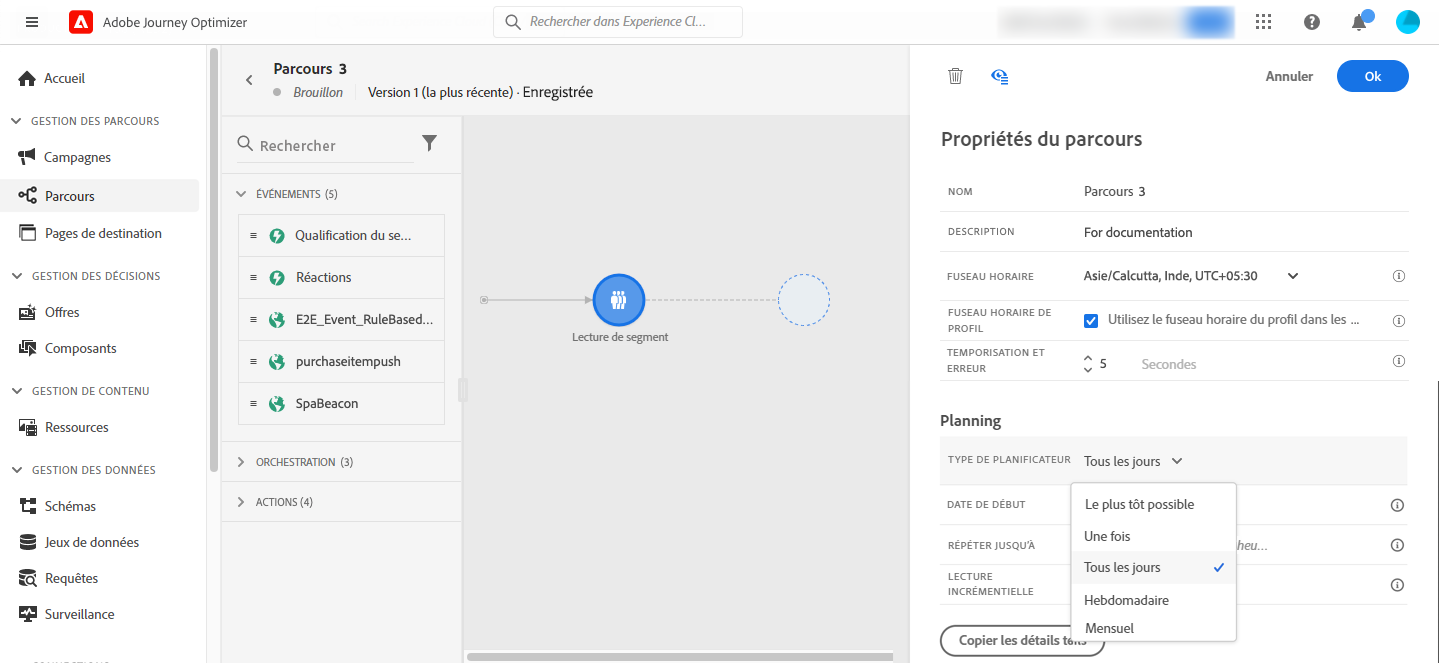 Adobe Journey Optimizer
Rechercher dans Experience Cl...
Accueil
GESTION DES PARCOURS
Campagnes
Parcours
Pages de destination
GESTION DES DÉCISIONS
Offres
Composants
GESTION DE CONTENU
Ressources
GESTION DES DONNÉES
Schémas
Jeux de données
Requêtes
Surveillance
Parcours 3
Brouillon
Version 1 (la plus récente) · Enregistrée
Rechercher
ÉVÉNEMENTS (5)
Qualification du se...
Réactions
E2E_Event_RuleBased...
purchaseitempush
SpaBeacon
ORCHESTRATION (3)
ACTIONS (4)
Lecture de segment
Annuler
Ok
Propriétés du parcours
NOM
Parcours 3
DESCRIPTION
For documentation
FUSEAU HORAIRE
Asie/Calcutta, Inde, UTC+05:30
FUSEAU HORAIRE DE
PROFIL
Utilisez le fuseau horaire du profil dans les ...
TEMPORISATION ET
ERREUR
5 Secondes
Planning
TYPE DE PLANIFICATEUR
Tous les jours
Le plus tôt possible
Une fois
Tous les jours
Hebdomadaire
Mensuel
DATE DE DÉBUT
RÉPÉTER JUSQU'À
heu...
LECTURE
INCRÉMENTIELLE
Copier les détails